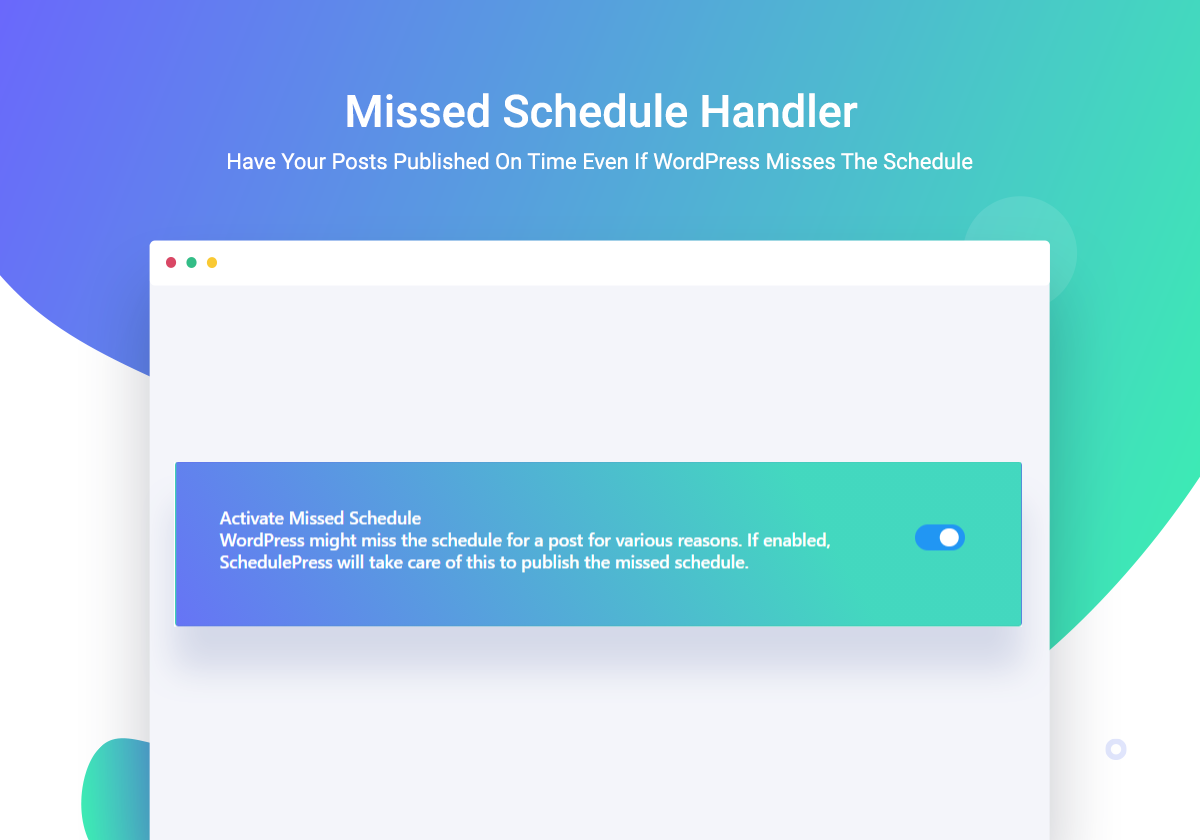 Missed Schedule Handler
Have Your Posts Published On Time Even If WordPress Misses The Schedule
Activate Missed Schedule
WordPress might miss the schedule for a post for various reasons. If enabled,
SchedulePress will take care of this to publish the missed schedule.